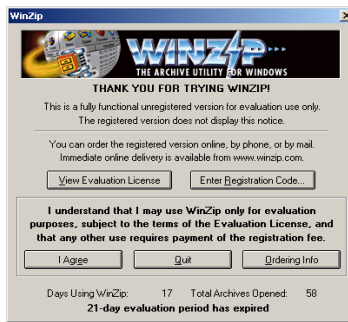 WinZip
WINZIP
THE ARCHIVE UTILITY FOR WINDOWS
THANK YOU FOR TRYING WINZIP!
This is a fully functional unregistered version for evaluation use only.
The registered version does not display this notice.
You can order the registered version online, by phone, or by mail.
Immediate online delivery is available from www.winzip.com.
View Evaluation License
Enter Registration Code...
I understand that I may use WinZip only for evaluation
purposes, subject to the terms of the Evaluation License, and
that any other use requires payment of the registration fee.
I Agree
Quit
Ordering Info
Days Using WinZip: 17 Total Archives Opened: 58
21-day evaluation period has expired